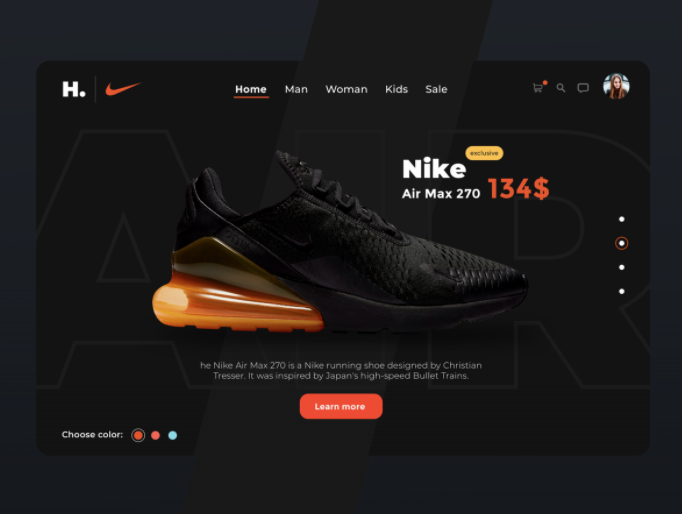 H.
Home Man Woman Kids Sale
AIR
exclusive
Nike
Air Max 270 134$
he Nike Air Max 270 is a Nike running shoe designed by Christian
Tresser. It was inspired by Japan's high-speed Bullet Trains.
Learn more
Choose color: